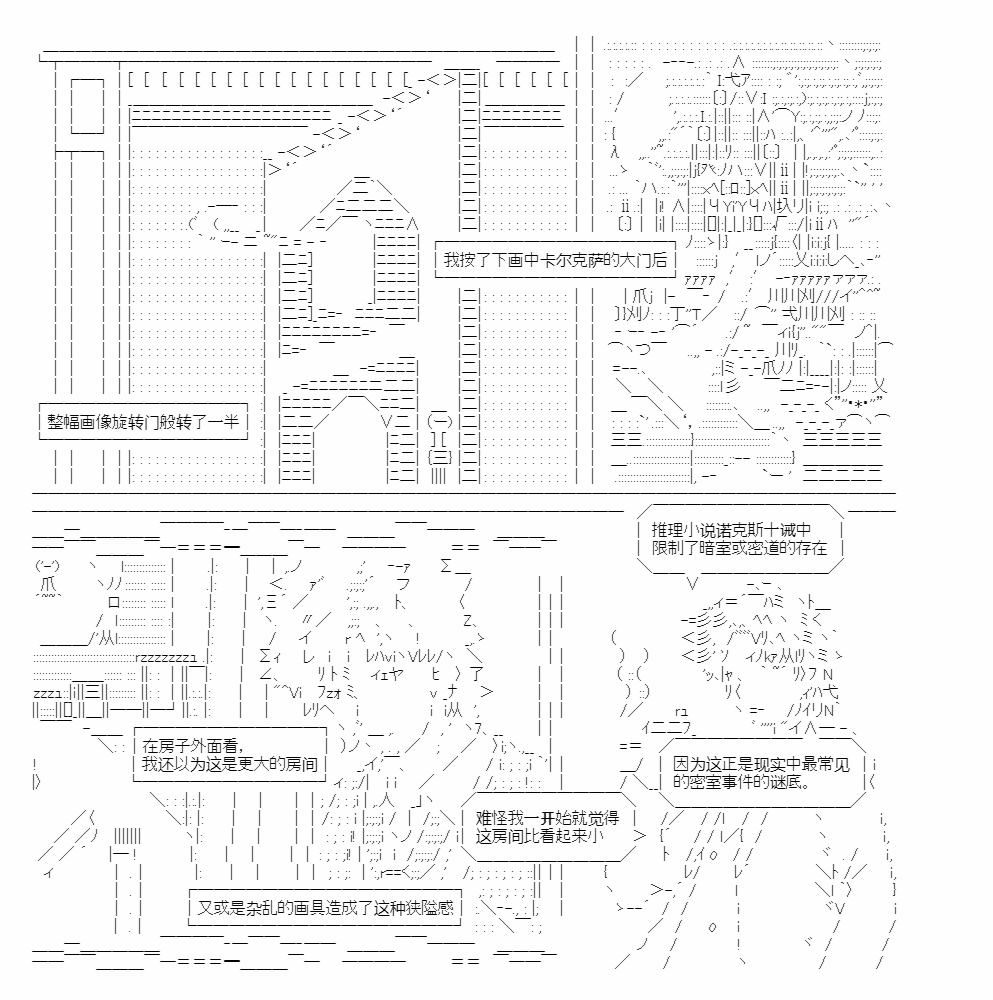 我按了下画中卡尔克萨的大门后
整幅画像旋转门般转了一半
推理小说诺克斯十诫中
限制了暗室或密道的存在
在房子外面看，
我还以为这是更大的房间
因为这正是现实中最常见
的密室事件的谜底。
难怪我一开始就觉得
这房间比看起来小
又或是杂乱的画具造成了这种狭隘感